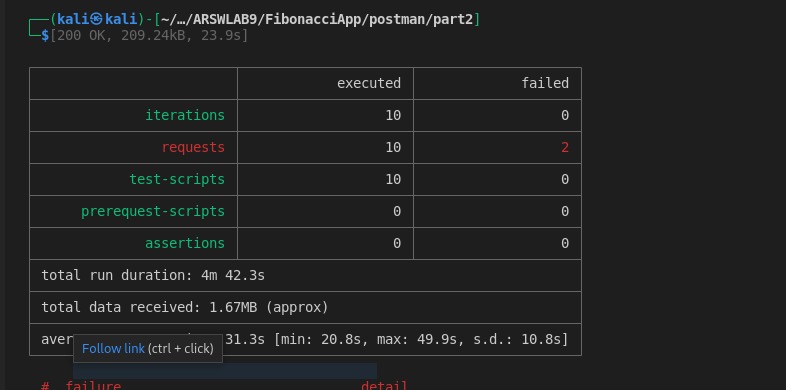 (kali㉿kali)-[~/…/ARSWLAB9/FibonacciApp/postman/part2]
$[200 OK, 209.24kB, 23.9s]
executed failed
iterations 10 0
requests 10 2
test-scripts 10 0
prerequest-scripts 0 0
assertions 0 0
total run duration: 4m 42.3s
total data received: 1.67MB (approx)
31.3s [min: 20.8s, max: 49.9s, s.d.: 10.8s]
Follow link (ctrl + click)
# failure detail